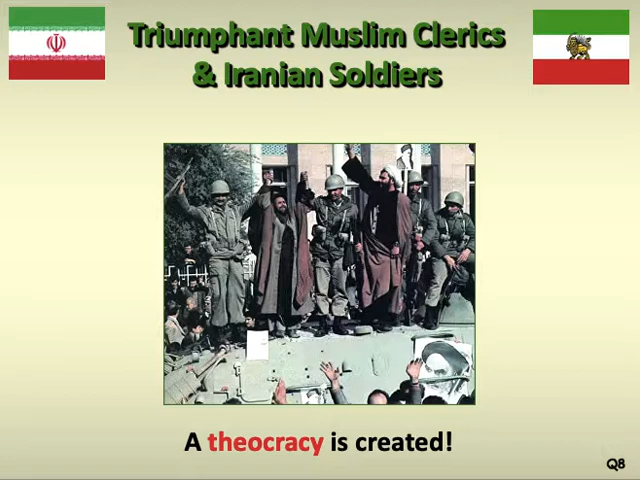 Triumphant Muslim Clerics
& Iranian Soldiers
A theocracy is created!
Q8